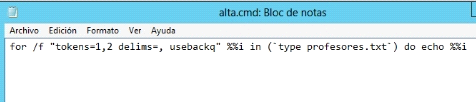 alta.cmd: Bloc de notas
Archivo Edición Formato Ver Ayuda
for /f "tokens=1,2 delims=, usebackq" %%i in (`type profesores.txt`) do echo %%i